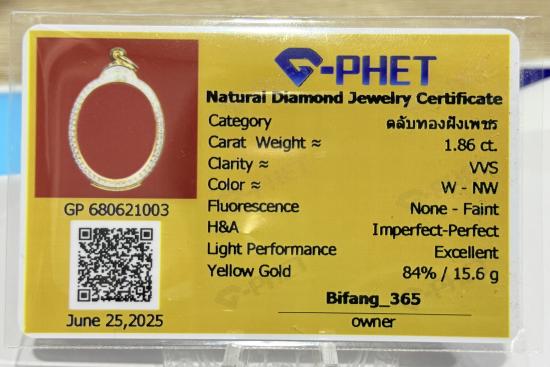 G-PHET
Natural Diamond Jewelry Certificate
Category ตลับทองฝังเพชร
Carat Weight ≈ 1.86 ct.
Clarity ≈ VVS
Color ≈ W - NW
Fluorescence None - Faint
H&A Imperfect-Perfect
Light Performance Excellent
Yellow Gold 84% / 15.6 g
GP 680621003
June 25,2025
Bifang_365
owner